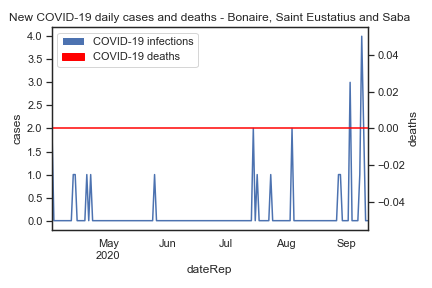 New COVID-19 daily cases and deaths - Bonaire, Saint Eustatius and Saba
COVID-19 infections
COVID-19 deaths
4.0
3.5
3.0
2.5
2.0
1.5
1.0
0.5
0.0
cases
0.04
0.02
0.00
−0.02
−0.04
deaths
May
2020
Jun
Jul
Aug
Sep
dateRep